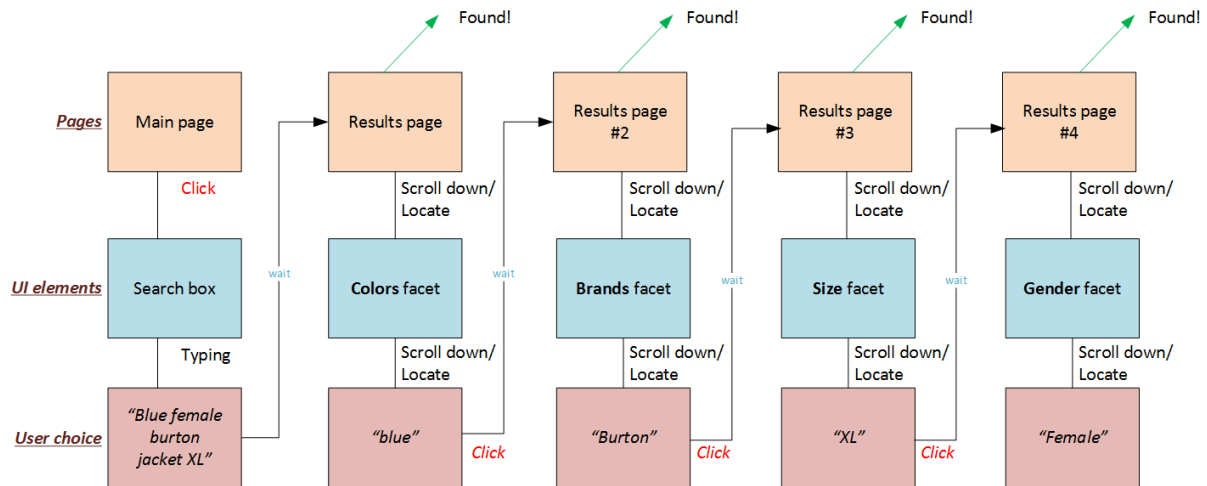 Found!
Found!
Found!
Found!
Pages
Main page
Results page
Results page
#2
Results page
#3
Results page
#4
Click
Scroll down/
Locate
Scroll down/
Locate
Scroll down/
Locate
Scroll down/
Locate
wait
wait
wait
wait
UI elements
Search box
Colors facet
Brands facet
Size facet
Gender facet
Typing
Scroll down/
Locate
Scroll down/
Locate
Scroll down/
Locate
Scroll down/
Locate
User choice
“Blue female
burton
jacket XL”
“blue”
“Burton”
“XL”
“Female”
Click
Click
Click